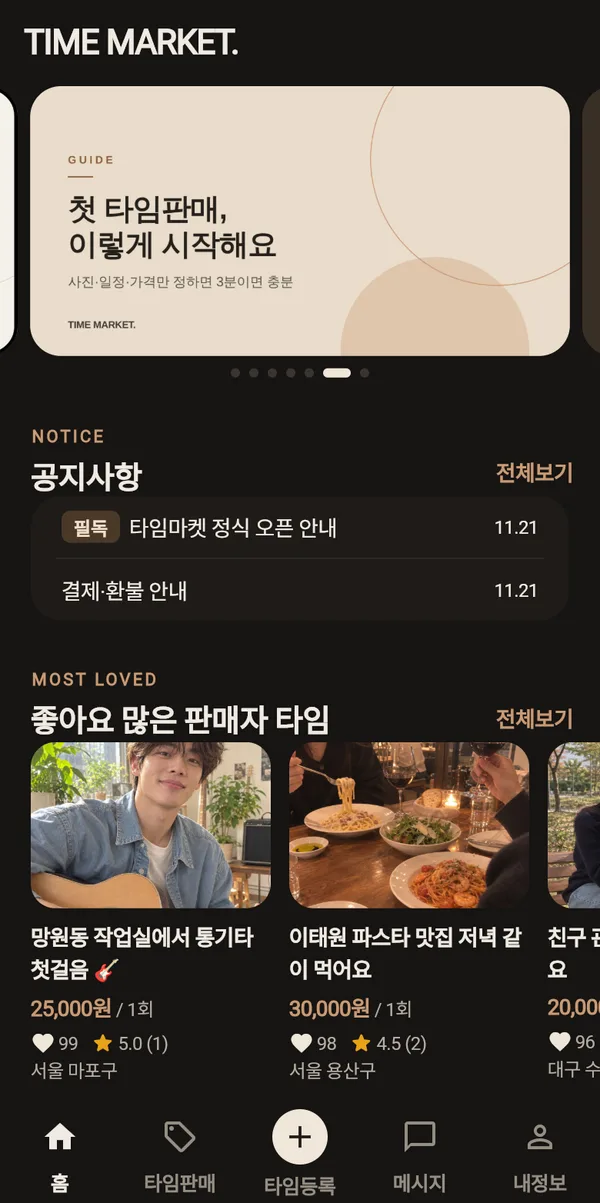 TIME MARKET.
GUIDE
첫 타임판매,
이렇게 시작해요
사진·일정·가격만 정하면 3분이면 충분
TIME MARKET.
NOTICE
공지사항
전체보기
필독 타임마켓 정식 오픈 안내 11.21
결제·환불 안내 11.21
MOST LOVED
좋아요 많은 판매자 타임
전체보기
망원동 작업실에서 통기타
첫걸음 🎸
25,000원 / 1회
99 5.0 (1)
서울 마포구
이태원 파스타 맛집 저녁 같
이 먹어요
30,000원 / 1회
98 4.5 (2)
서울 용산구
친구
요
20,00
96
대구 수
홈
타임판매
타임등록
메시지
내정보